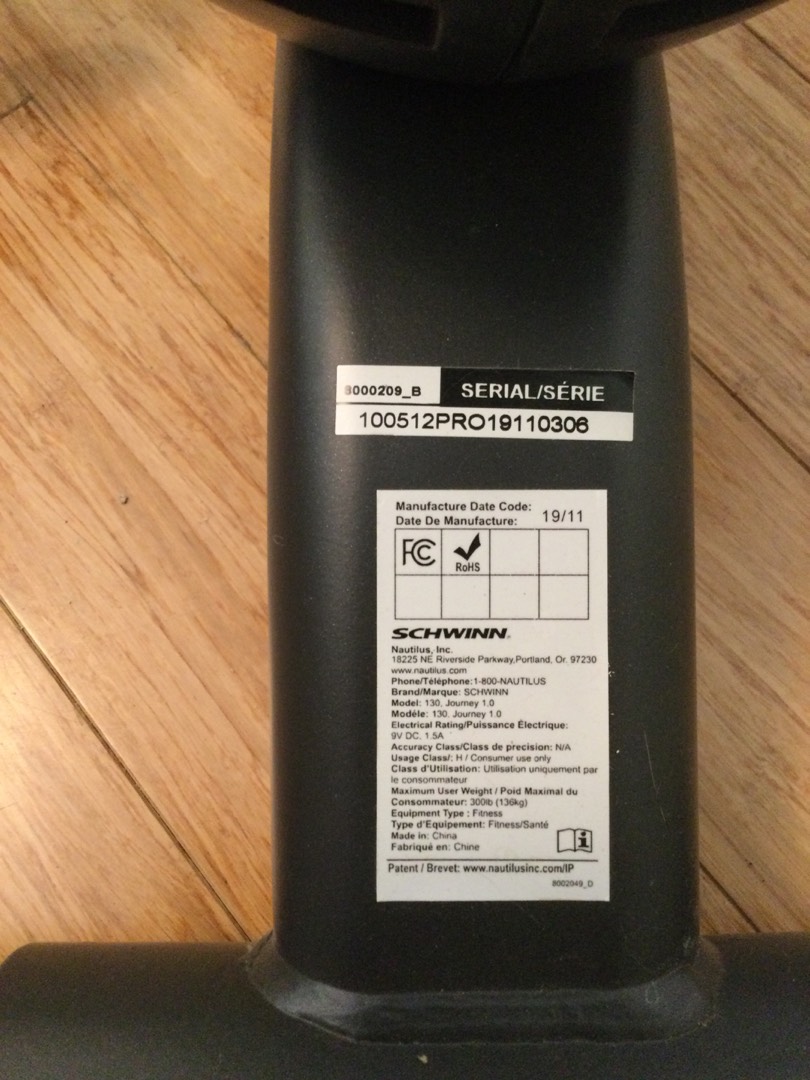 8000209_B SERIAL/SÉRIE
100512PRO19110306
Manufacture Date Code:
Date De Manufacture: 19/11
FC
RoHS
SCHWINN®
Nautilus, Inc.
18225 NE Riverside Parkway,Portland, Or. 97230
www.nautilus.com
Phone/Téléphone:1-800-NAUTILUS
Brand/Marque: SCHWINN
Model: 130, Journey 1.0
Modéle: 130, Journey 1.0
Electrical Rating/Puissance Électrique:
9V DC, 1.5A
Accuracy Class/Class de precision: N/A
Usage Class/: H / Consumer use only
Class d'Utilisation: Utilisation uniquement par
le consommateur
Maximum User Weight / Poid Maximal du
Consommateur: 300lb (136kg)
Equipment Type : Fitness
Type d'Equipement: Fitness/Santé
Made in: China
Fabriqué en: Chine
Patent / Brevet: www.nautilusinc.com/IP
8002049_D